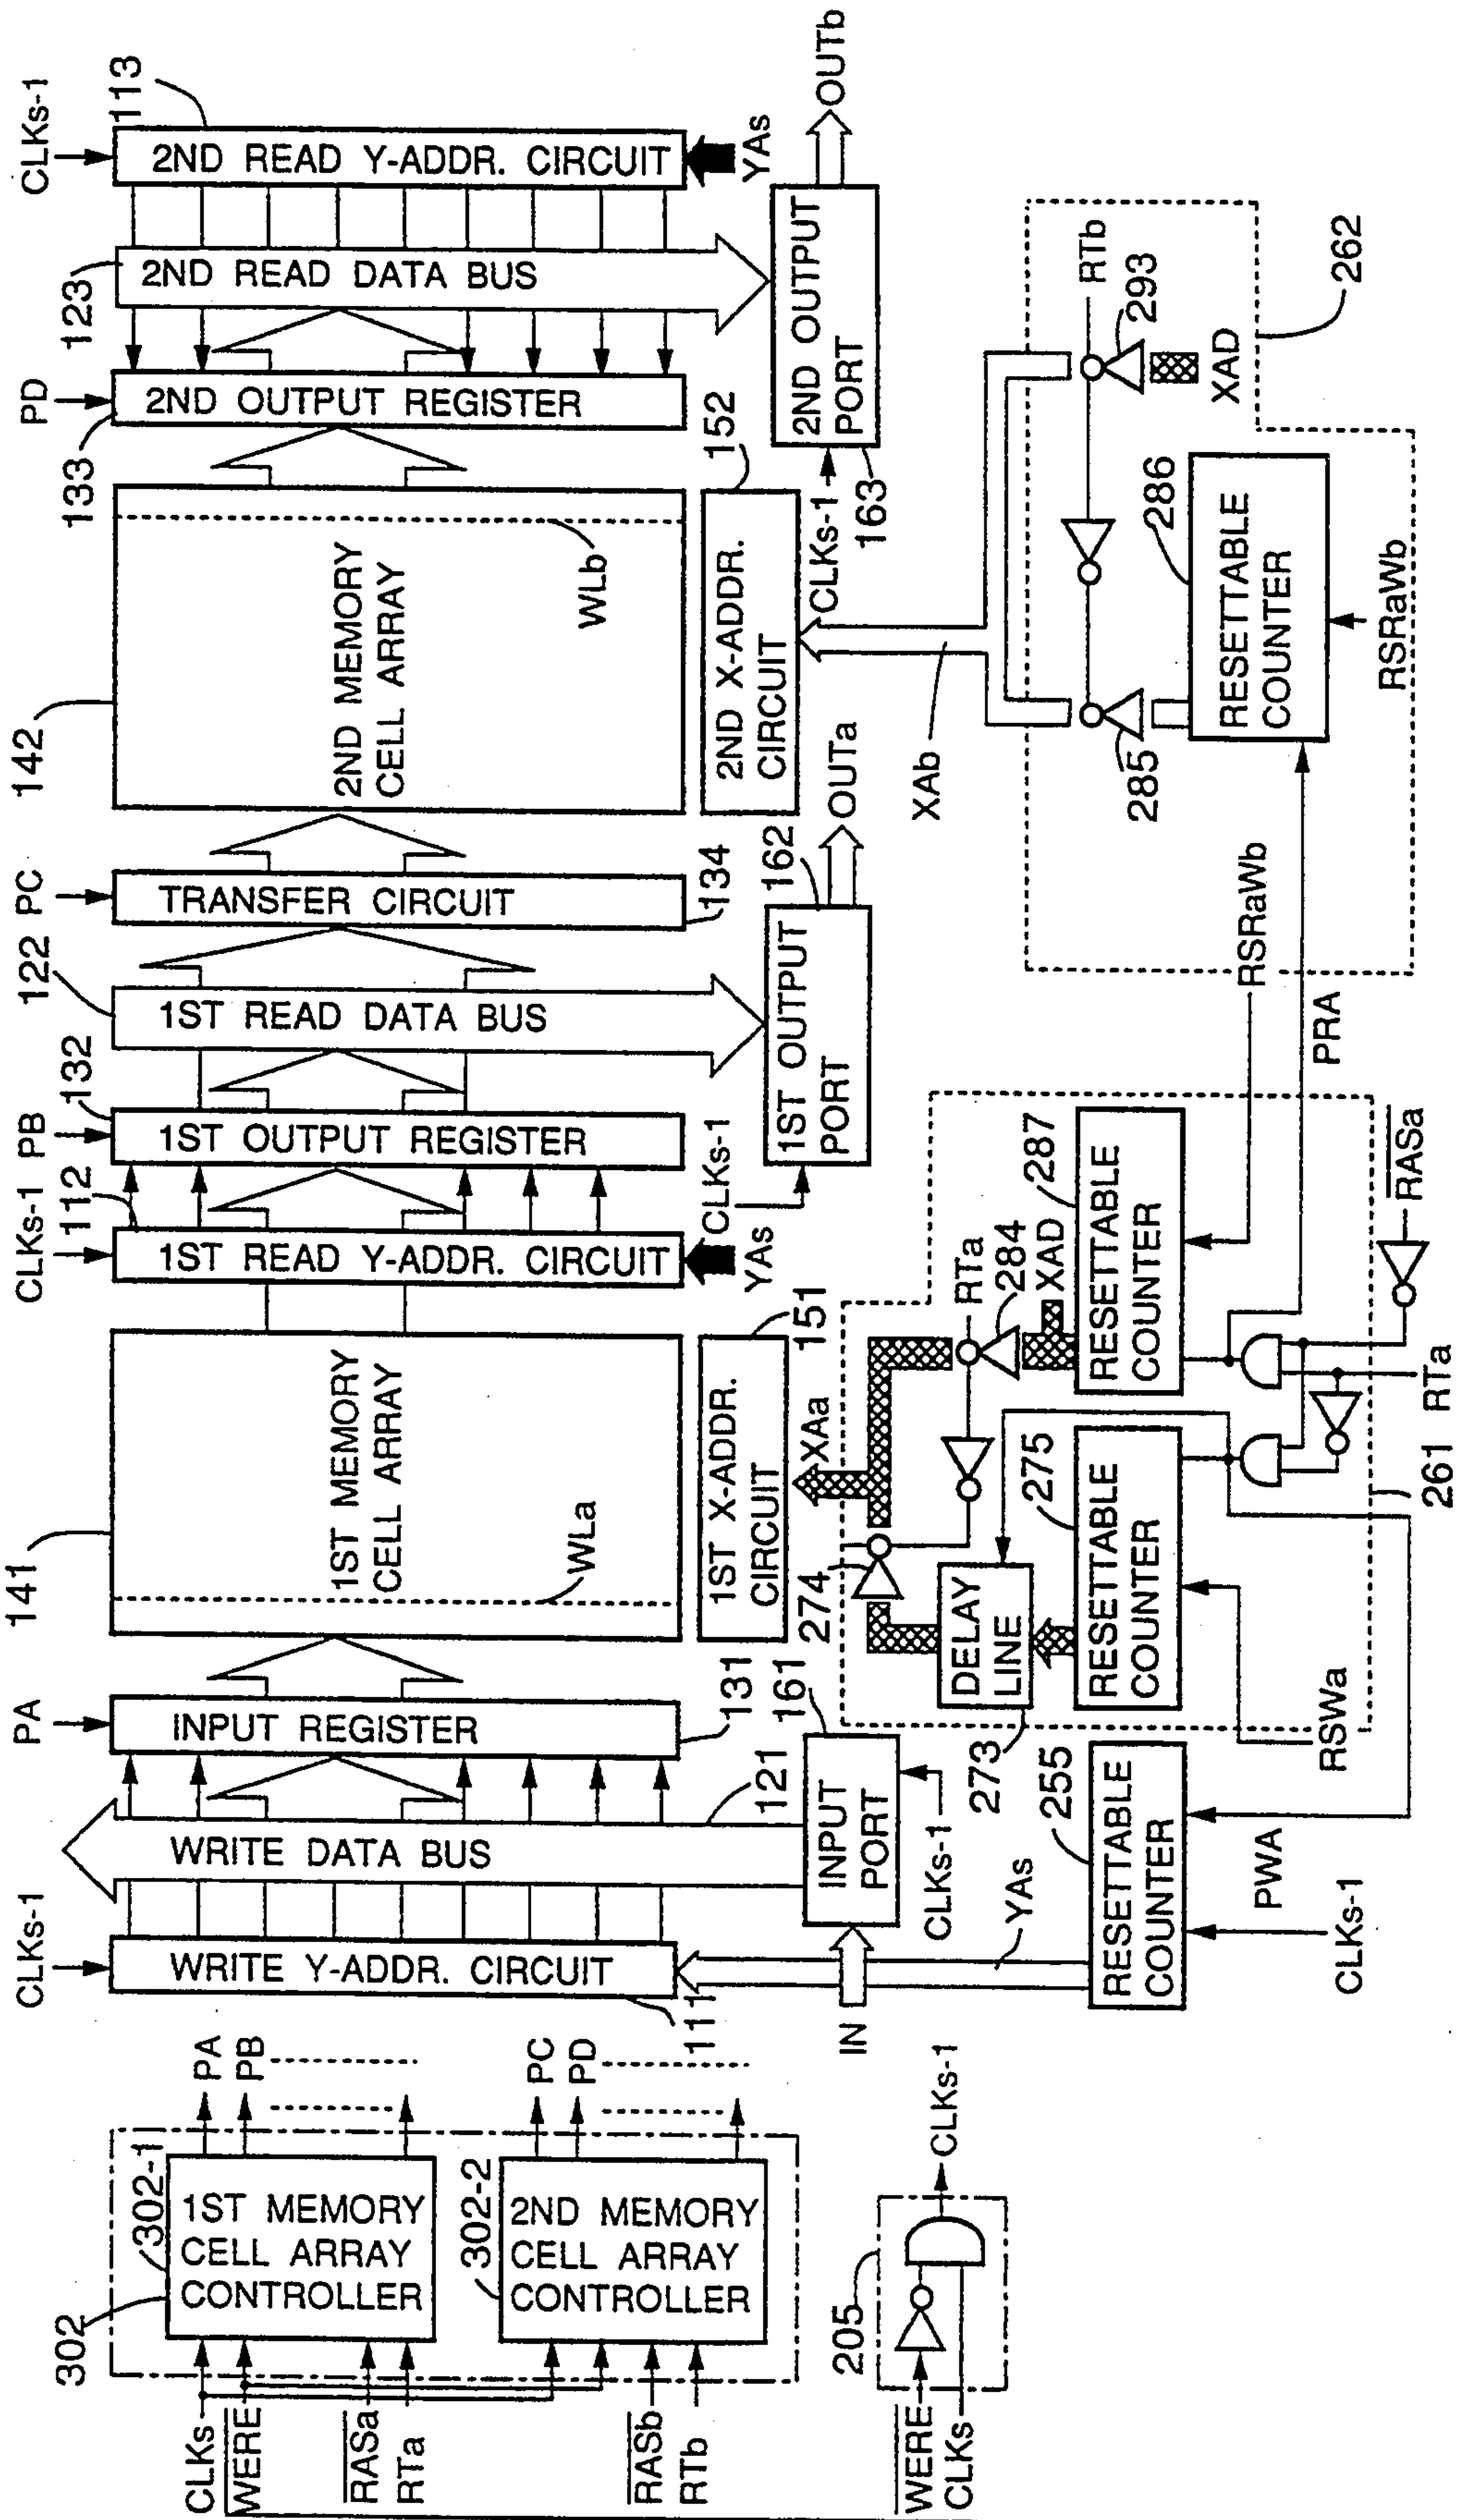 CLKs
WERE
RASa
RTa
RASb
RTb
302
302-1
1ST MEMORY
CELL ARRAY
CONTROLLER
302-2
2ND MEMORY
CELL ARRAY
CONTROLLER
PA
PB
PC
PD
205
WERE
CLKs
CLKs-1
CLKs-1
WRITE Y-ADDR. CIRCUIT
111
WRITE DATA BUS
121
PA
INPUT REGISTER
131
IN
INPUT
PORT
161
CLKs-1
YAs
RESETTABLE
COUNTER
255
PWA
CLKs-1
141
1ST MEMORY
CELL ARRAY
WLa
1ST X-ADDR.
CIRCUIT
151
XAa
274
DELAY
LINE
273
RESETTABLE
COUNTER
275
RSWa
RTa
284
XAD
RESETTABLE
COUNTER
287
261
RTa
RASa
CLKs-1
112
1ST READ Y-ADDR. CIRCUIT
YAs
PB
132
1ST OUTPUT REGISTER
122
1ST READ DATA BUS
CLKs-1
1ST OUTPUT
PORT
162
OUTa
PC
TRANSFER CIRCUIT
134
142
2ND MEMORY
CELL ARRAY
WLb
2ND X-ADDR.
CIRCUIT
152
XAb
RSRaWb
PRA
PD
133
2ND OUTPUT REGISTER
123
2ND READ DATA BUS
CLKs-1
113
2ND READ Y-ADDR. CIRCUIT
YAs
CLKs-1
163
2ND OUTPUT
PORT
OUTb
285
RESETTABLE
COUNTER
286
RSRaWb
RTb
293
XAD
262